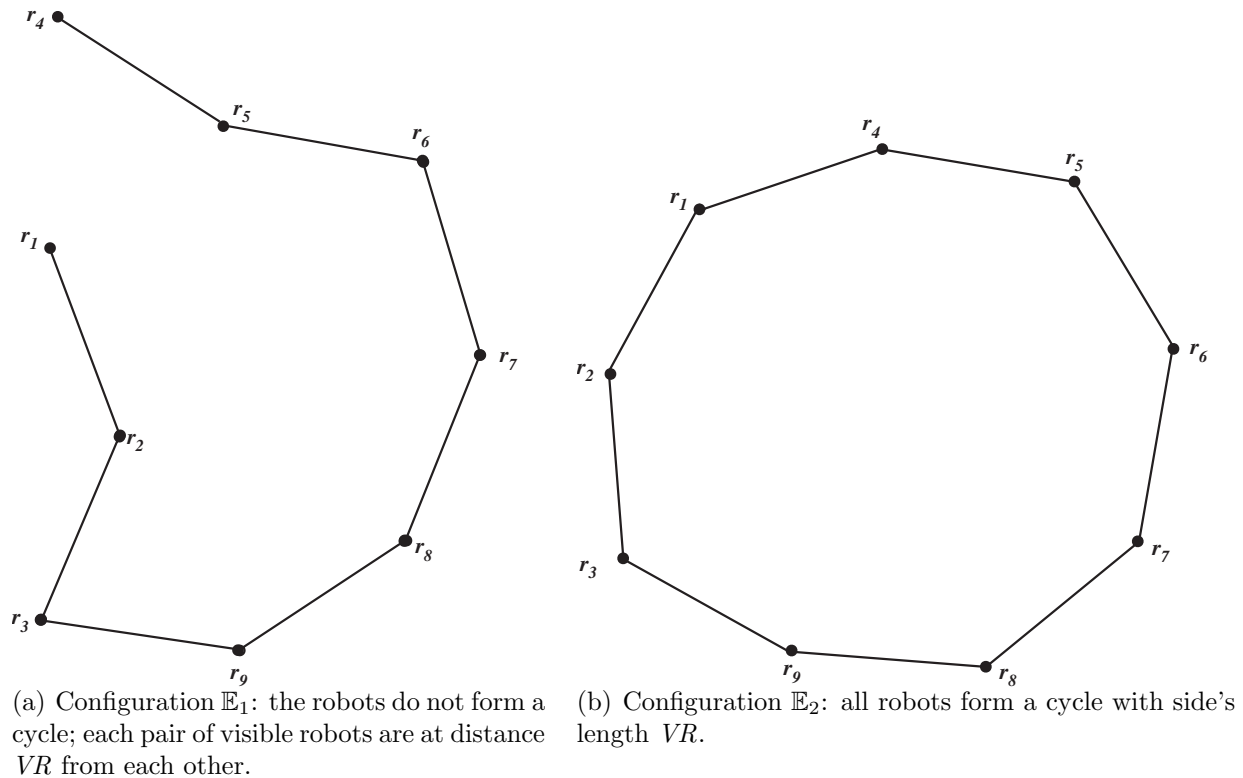 r4
r5
r6
r1
r7
r2
r8
r3
r9
r4
r5
r1
r6
r2
r7
r3
r9
r8
(a) Configuration 𝔼1: the robots do not form a
cycle; each pair of visible robots are at distance
VR from each other.
(b) Configuration 𝔼2: all robots form a cycle with side's
length VR.